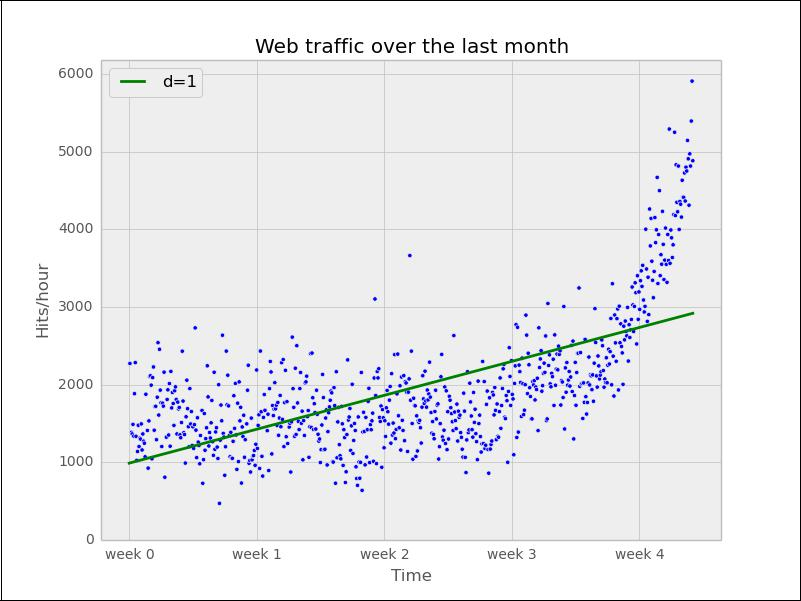 Web traffic over the last month
d=1
6000
5000
4000
3000
2000
1000
0
Hits/hour
week 0 week 1 week 2 week 3 week 4
Time